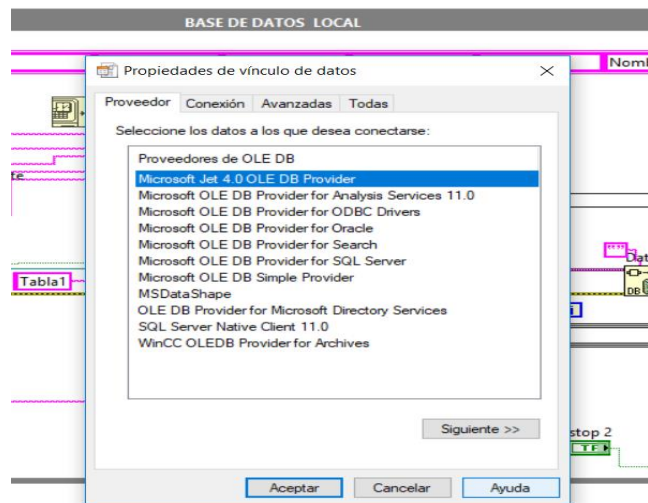 BASE DE DATOS LOCAL
Propiedades de vínculo de datos
Proveedor Conexión Avanzadas Todas
Seleccione los datos a los que desea conectarse:
Proveedores de OLE DB
Microsoft Jet 4.0 OLE DB Provider
Microsoft OLE DB Provider for Analysis Services 11.0
Microsoft OLE DB Provider for ODBC Drivers
Microsoft OLE DB Provider for Oracle
Microsoft OLE DB Provider for Search
Microsoft OLE DB Provider for SQL Server
Microsoft OLE DB Simple Provider
MSDataShape
OLE DB Provider for Microsoft Directory Services
SQL Server Native Client 11.0
WinCC OLEDB Provider for Archives
Siguiente >>
Aceptar Cancelar Ayuda
Tabla1
DB
i
stop 2
TF